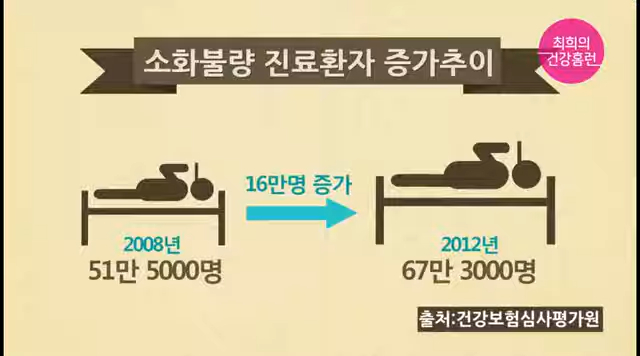 소화불량 진료환자 증가추이
최희의
건강홈런
16만명 증가
2008년
51만 5000명
2012년
67만 3000명
출처:건강보험심사평가원